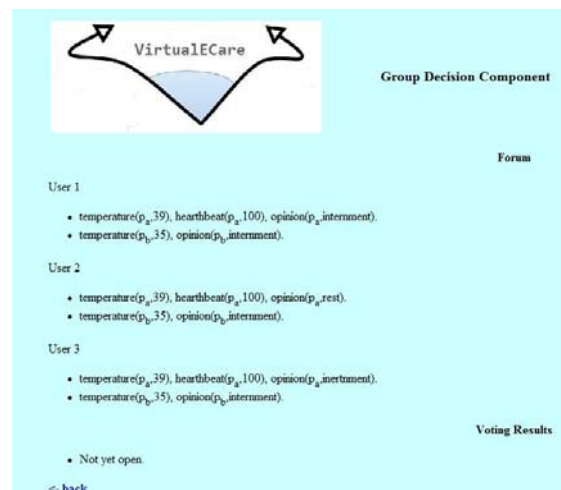 VirtualECare
Group Decision Component
Forum
User 1
• temperature(pa,39), hearthbeat(pa,100), opinion(pa,internment).
• temperature(pb,35), opinion(pb,internment).
User 2
• temperature(pa,39), hearthbeat(pa,100), opinion(pa,rest).
• temperature(pb,35), opinion(pb,internment).
User 3
• temperature(pa,39), hearthbeat(pa,100), opinion(pa,inertnment).
• temperature(pb,35), opinion(pb,internment).
Voting Results
• Not yet open.
<- back